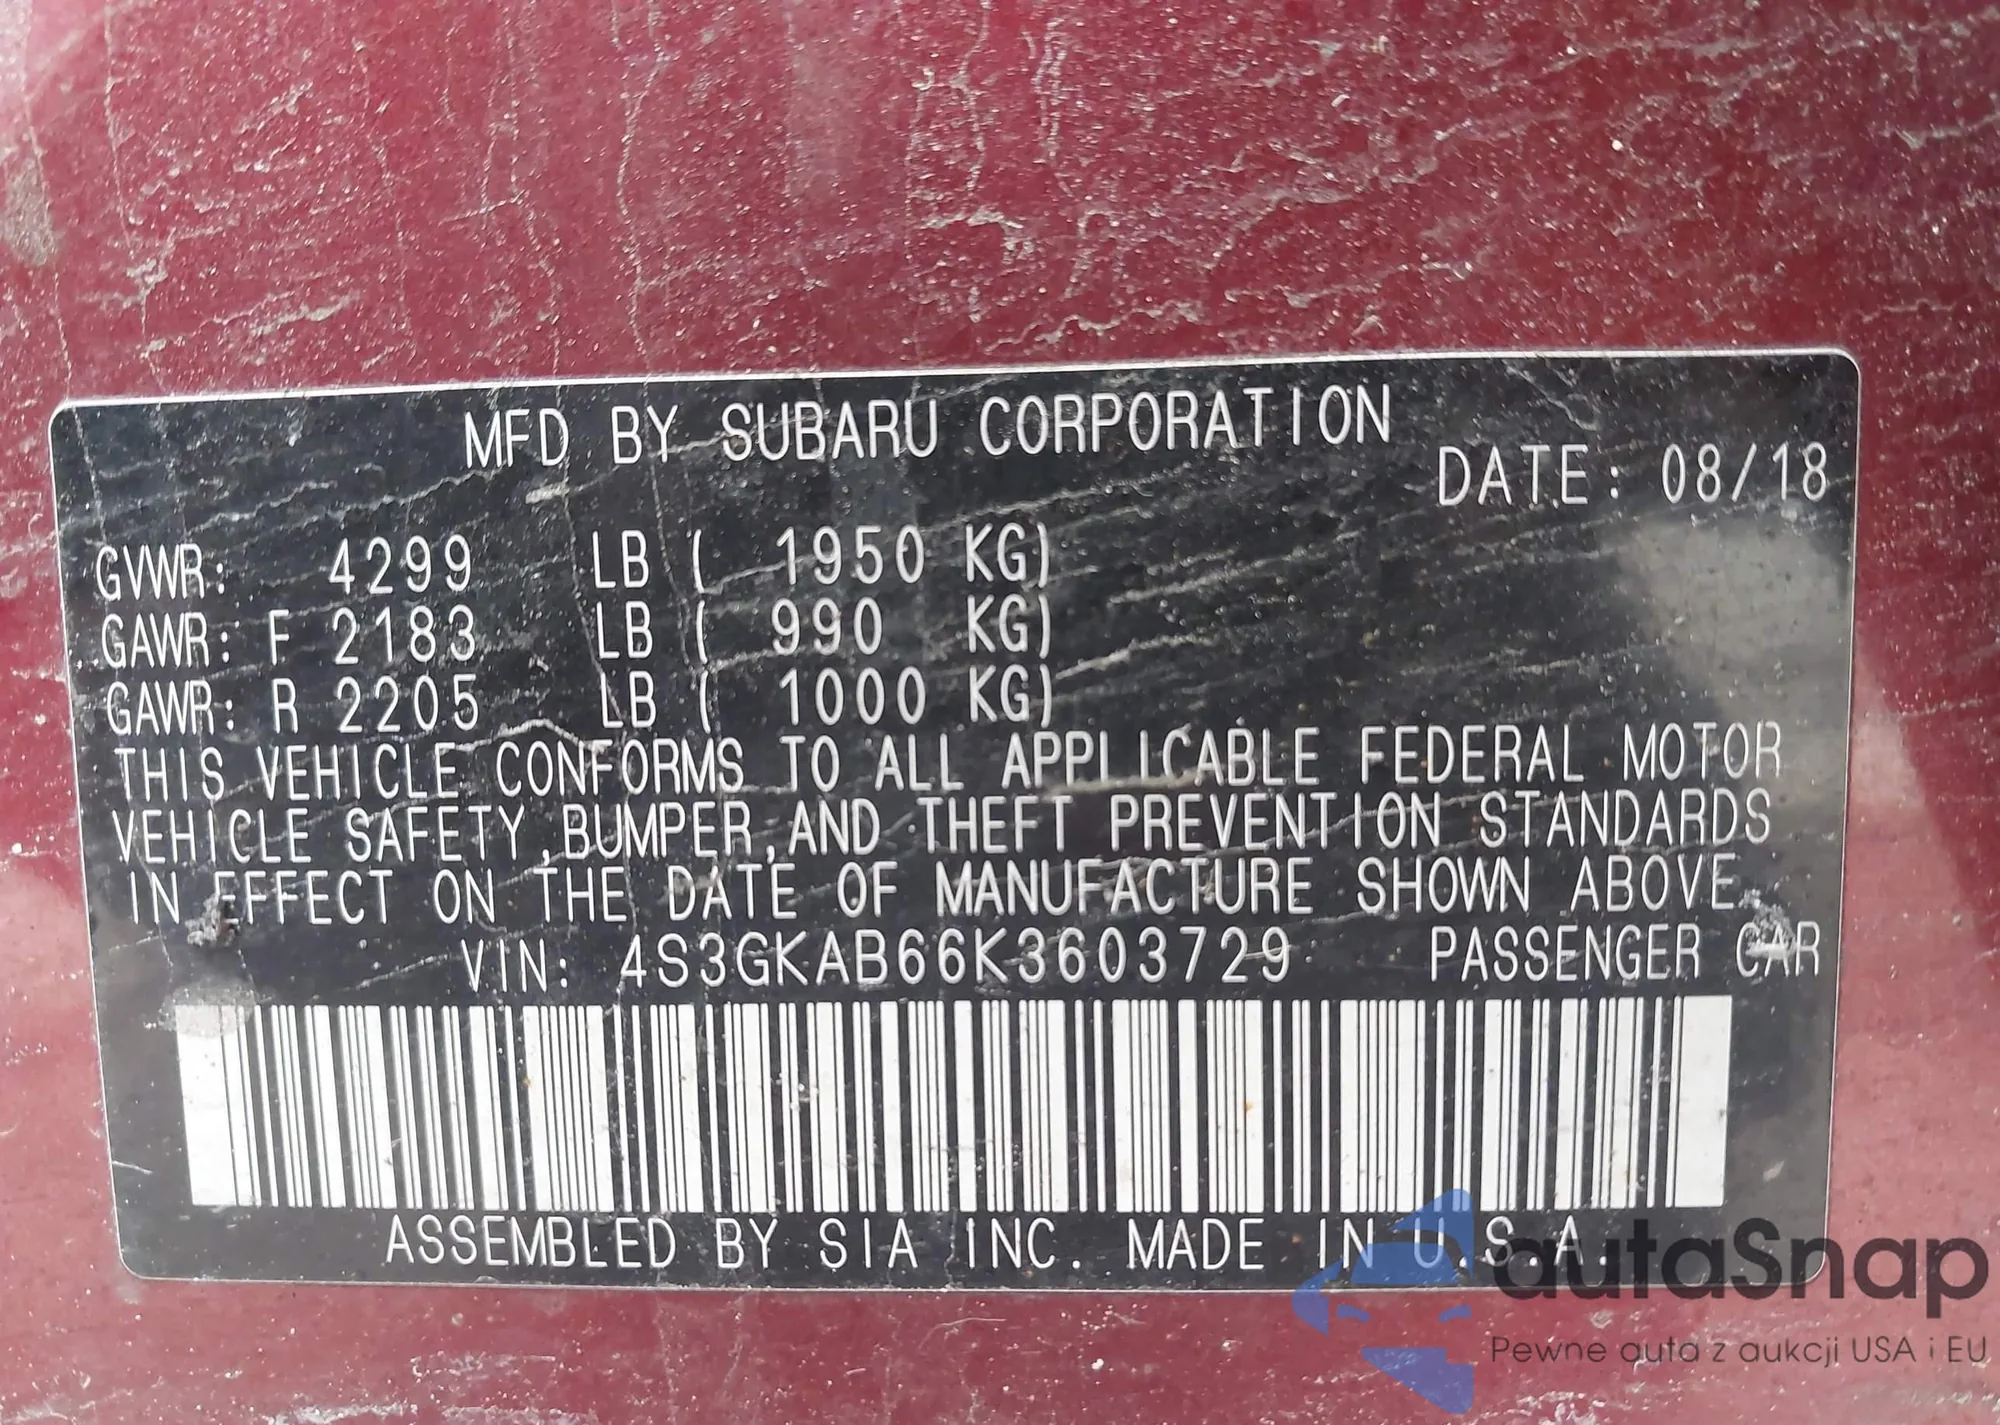 MFD BY SUBARU CORPORATION
DATE: 08/18
GVWR: 4299 LB ( 1950 KG)
GAWR: F 2183 LB ( 990 KG)
GAWR: R 2205 LB ( 1000 KG)
THIS VEHICLE CONFORMS TO ALL APPLICABLE FEDERAL MOTOR
VEHICLE SAFETY,BUMPER,AND THEFT PREVENTION STANDARDS
IN EFFECT ON THE DATE OF MANUFACTURE SHOWN ABOVE.
VIN: 4S3GKAB66K3603729 PASSENGER CAR
ASSEMBLED BY SIA INC. MADE IN U.S.A.
autaSnap
Pewne auta z aukcji USA i EU